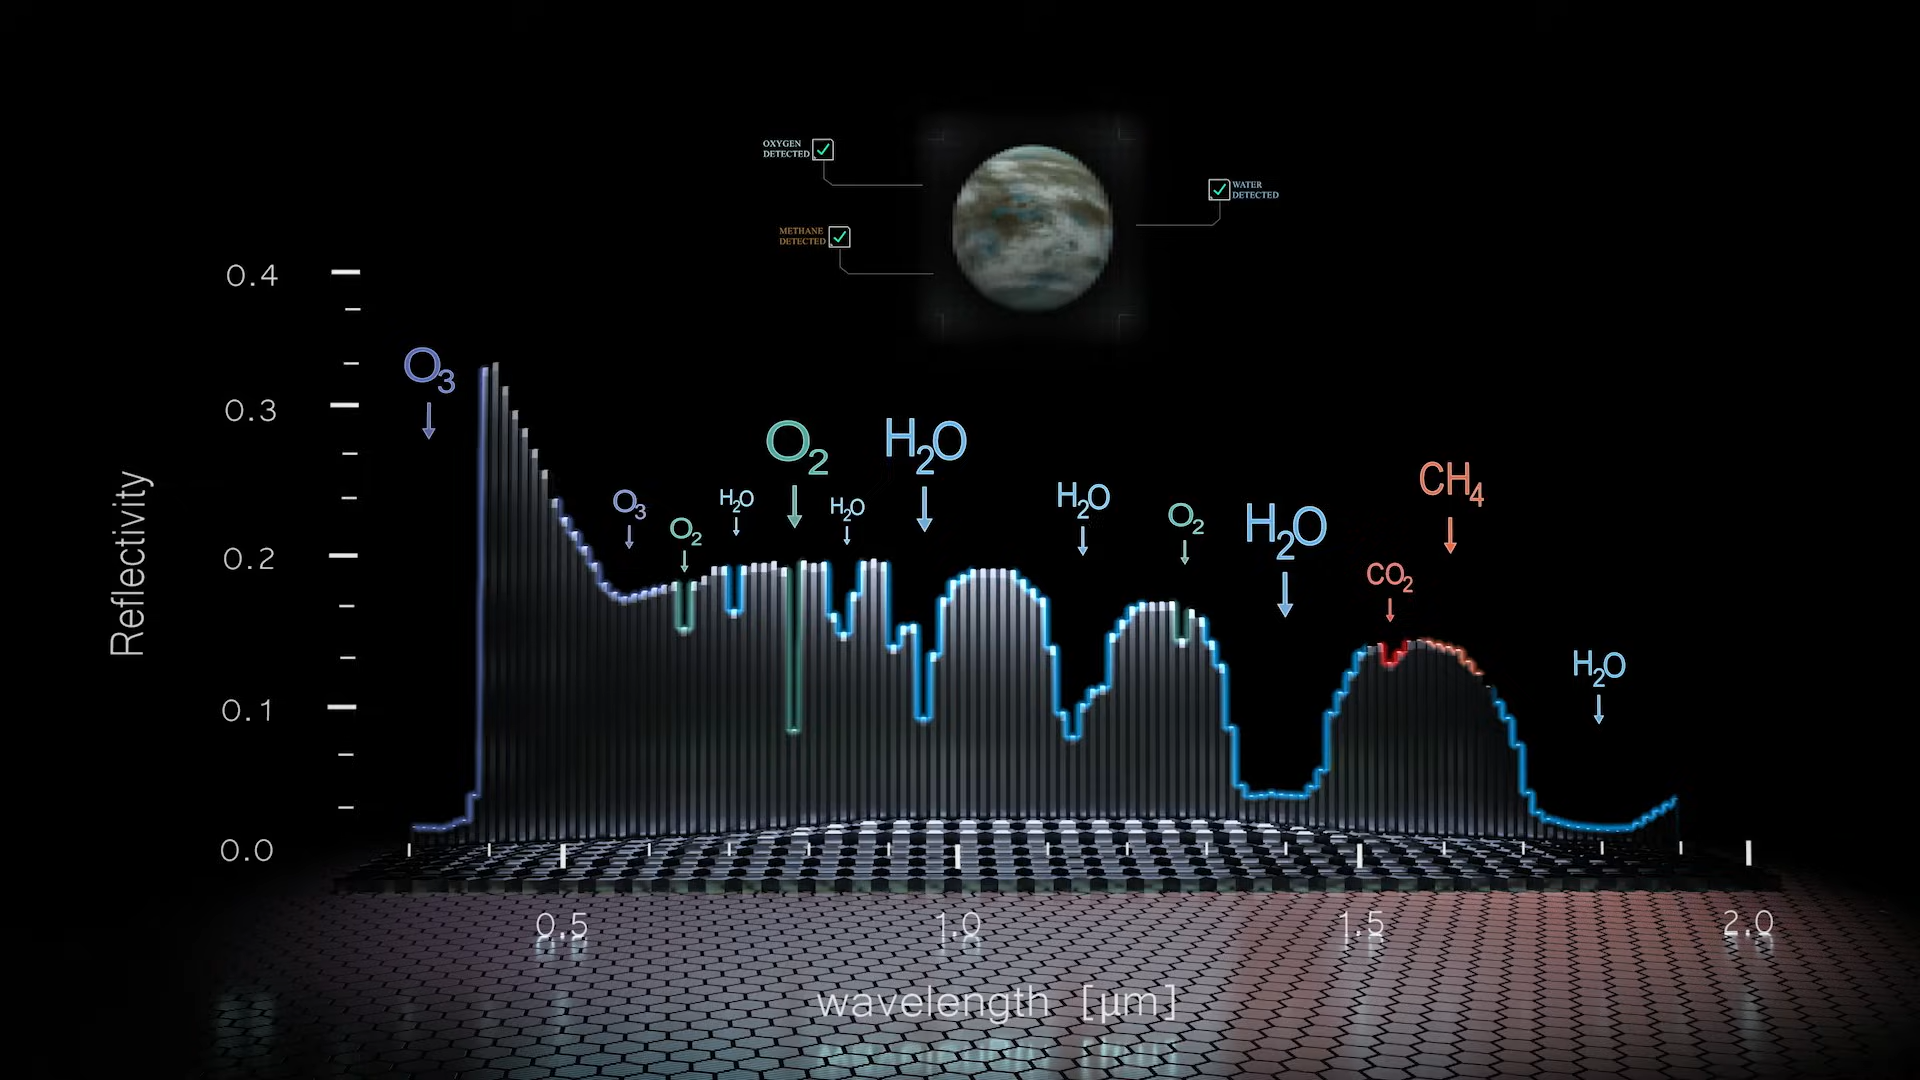 OXYGEN
DETECTED
WATER
DETECTED
METHANE
DETECTED
0.4
0.3
0.2
0.1
0.0
Reflectivity
O₃
O₃
O₂
H₂O
O₂
H₂O
H₂O
H₂O
O₂
H₂O
CO₂
CH₄
H₂O
0.5
1.0
1.5
2.0
wavelength [μm]